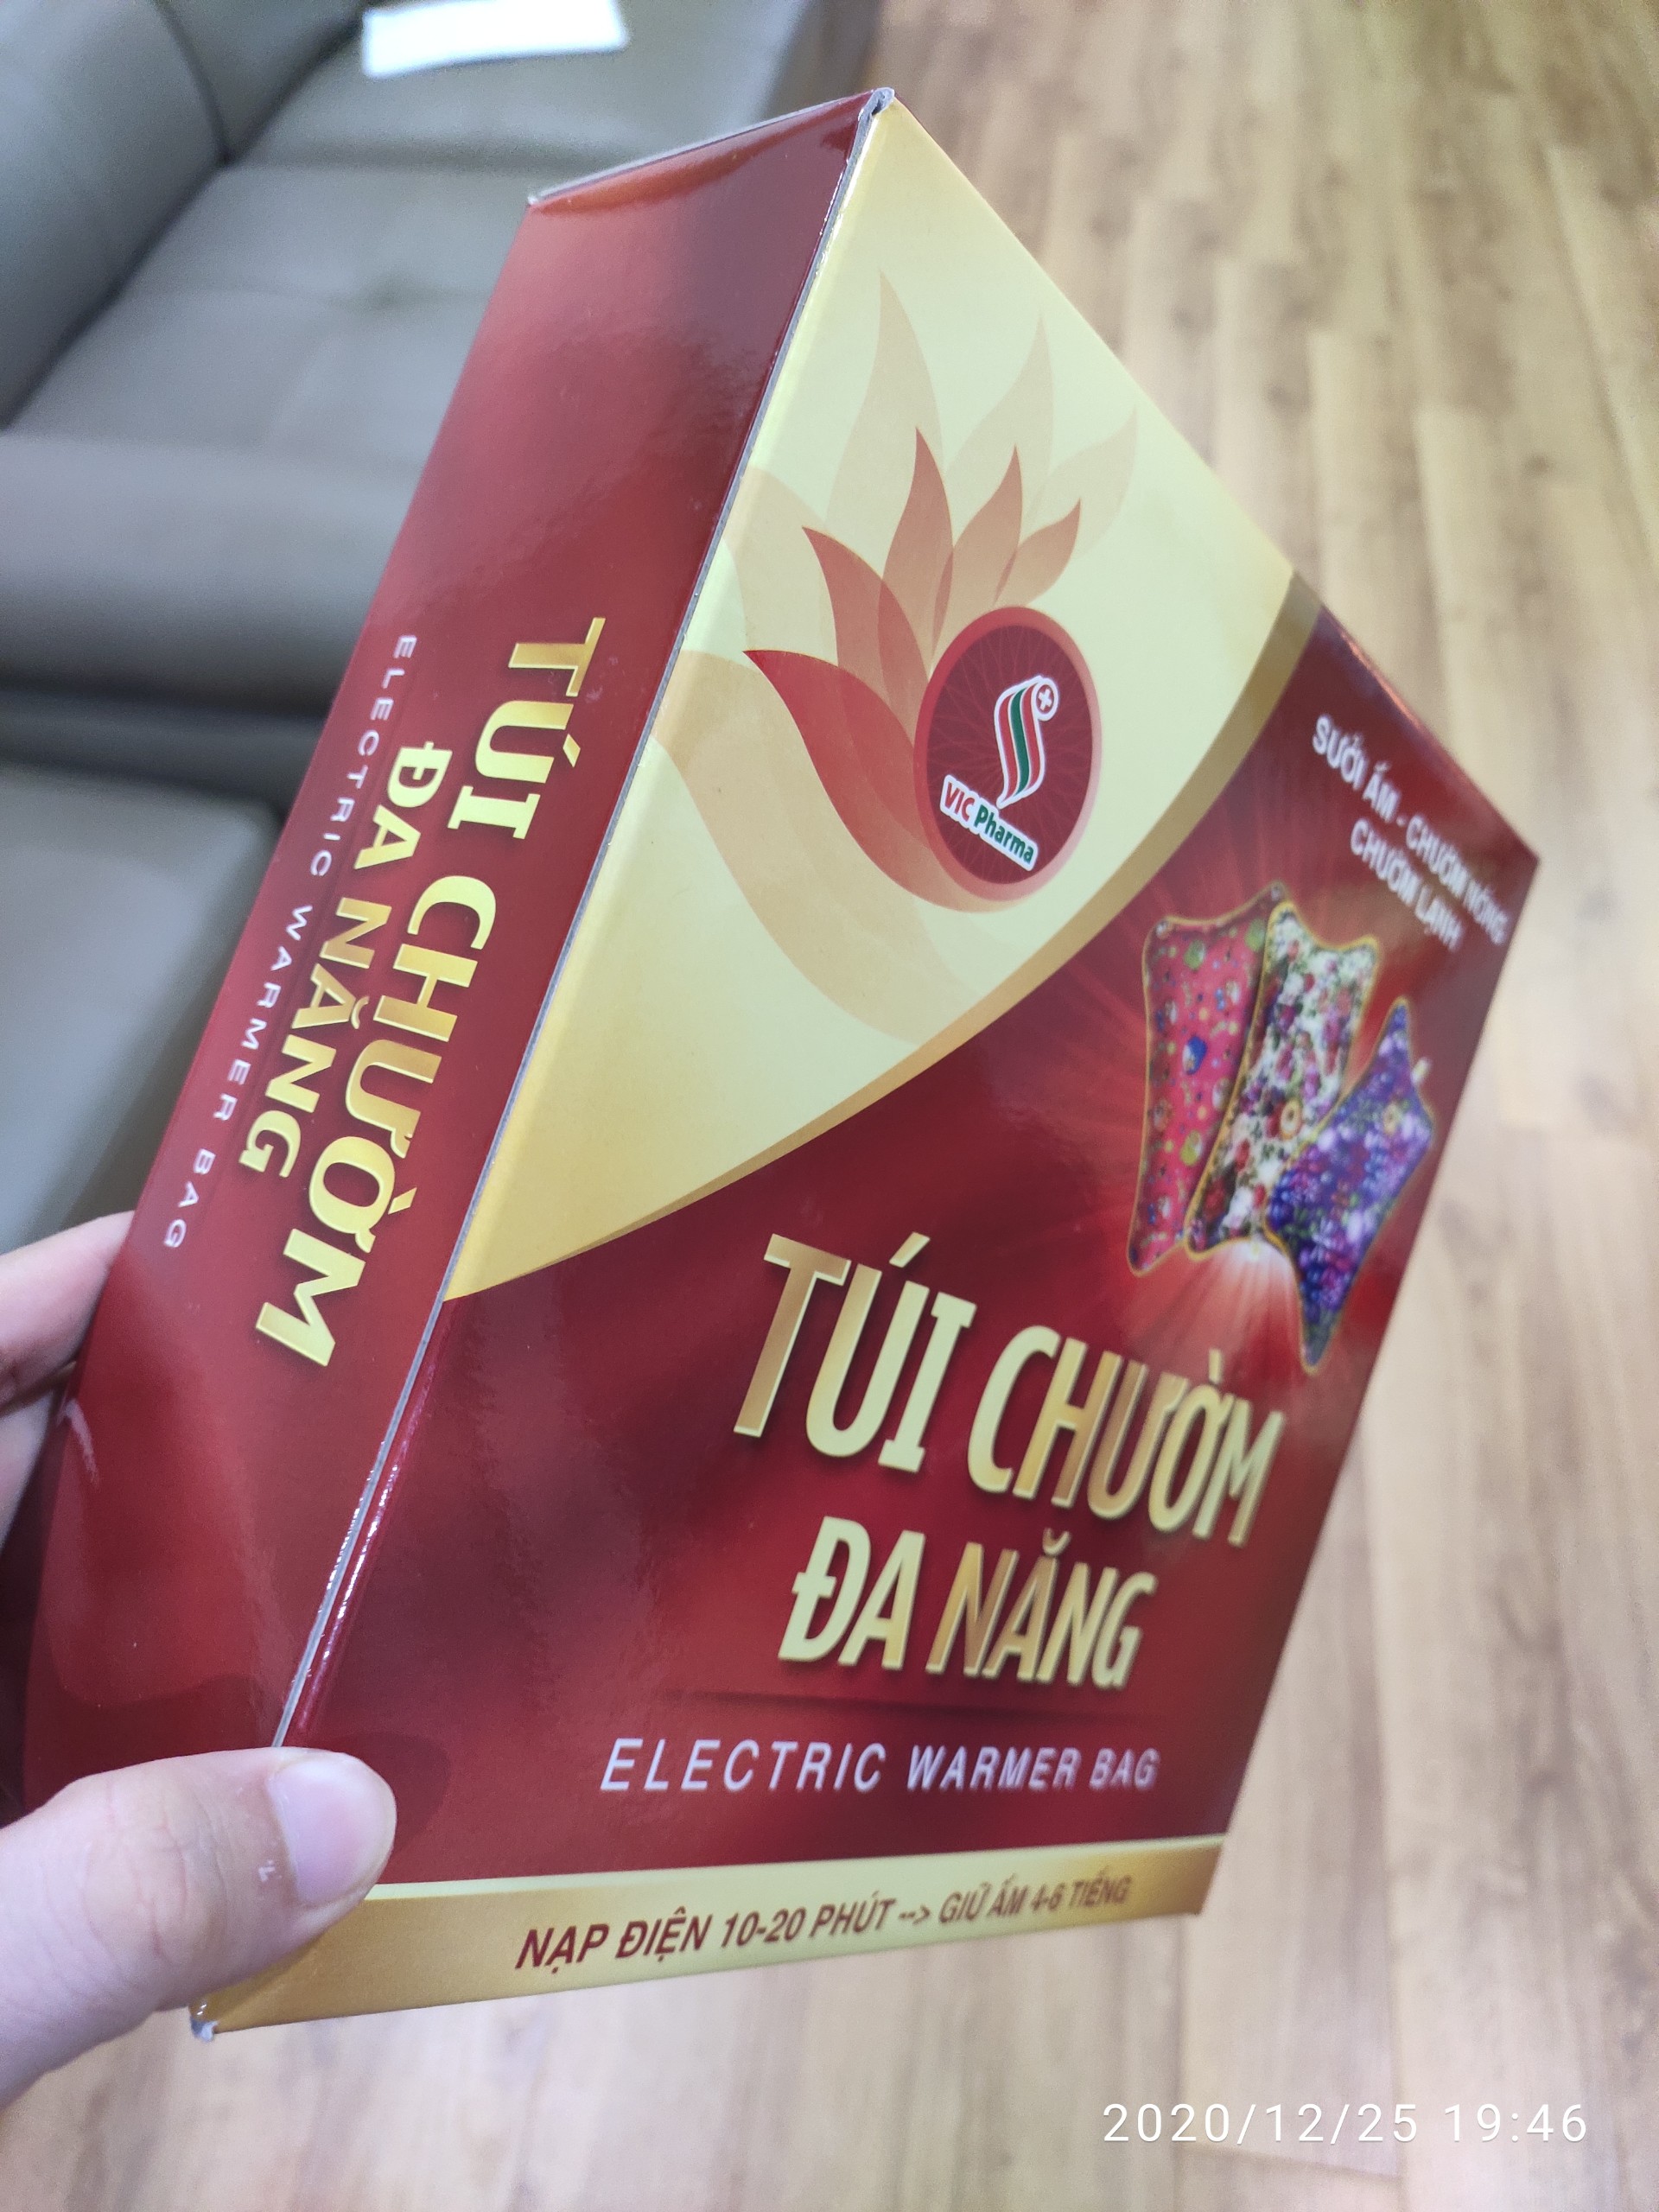 TÚI CHƯỜM
ĐA NĂNG
ELECTRIC WARMER BAG
VIC Pharma
SƯỞI ẤM - CHƯỜM NÓNG
CHƯỜM LẠNH
TÚI CHƯỜM
ĐA NĂNG
ELECTRIC WARMER BAG
NẠP ĐIỆN 10-20 PHÚT --> GIỮ ẤM 4-6 TIẾNG
2020/12/25 19:46